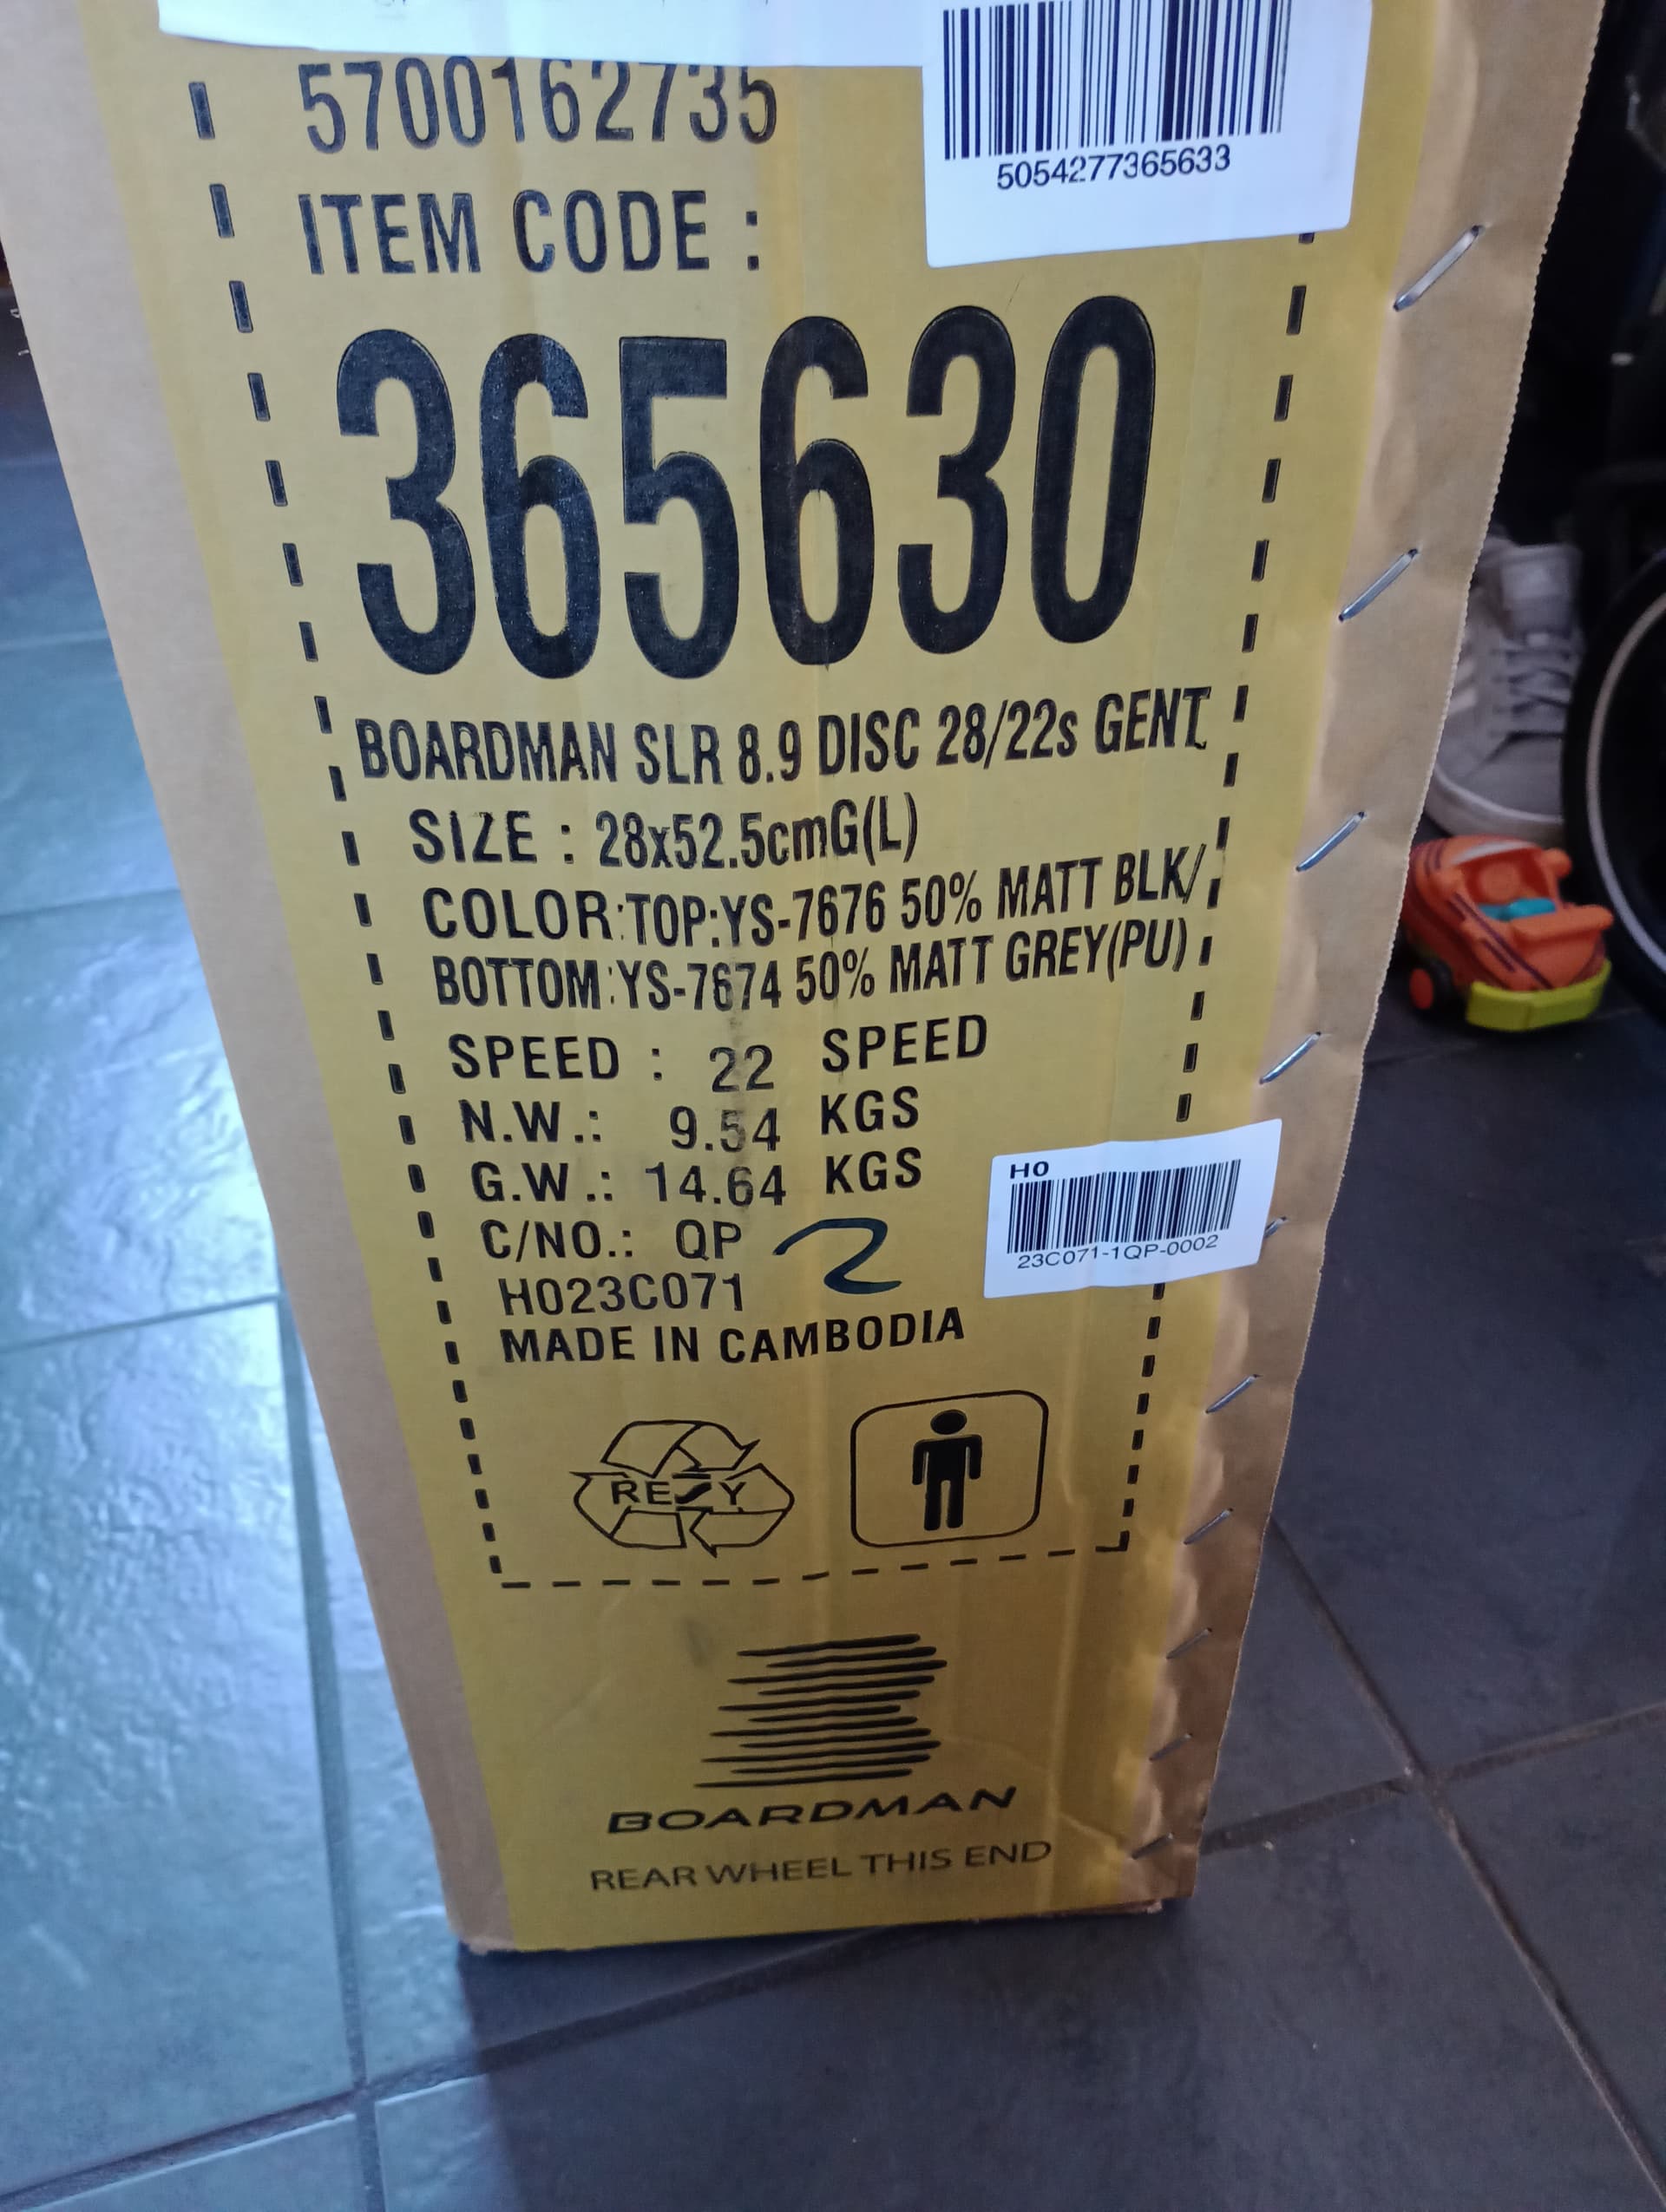 5700162735
5054277365633
ITEM CODE :
365630
BOARDMAN SLR 8.9 DISC 28/22s GENT
SIZE : 28x52.5cmG(L)
COLOR:TOP:YS-7676 50% MATT BLK/
BOTTOM:YS-7674 50% MATT GREY(PU)
SPEED : 22 SPEED
N.W.: 9.54 KGS
G.W.: 14.64 KGS
C/NO.: QP 2
H023C071
MADE IN CAMBODIA
H0
23C071-1QP-0002
RESY
BOARDMAN
REAR WHEEL THIS END